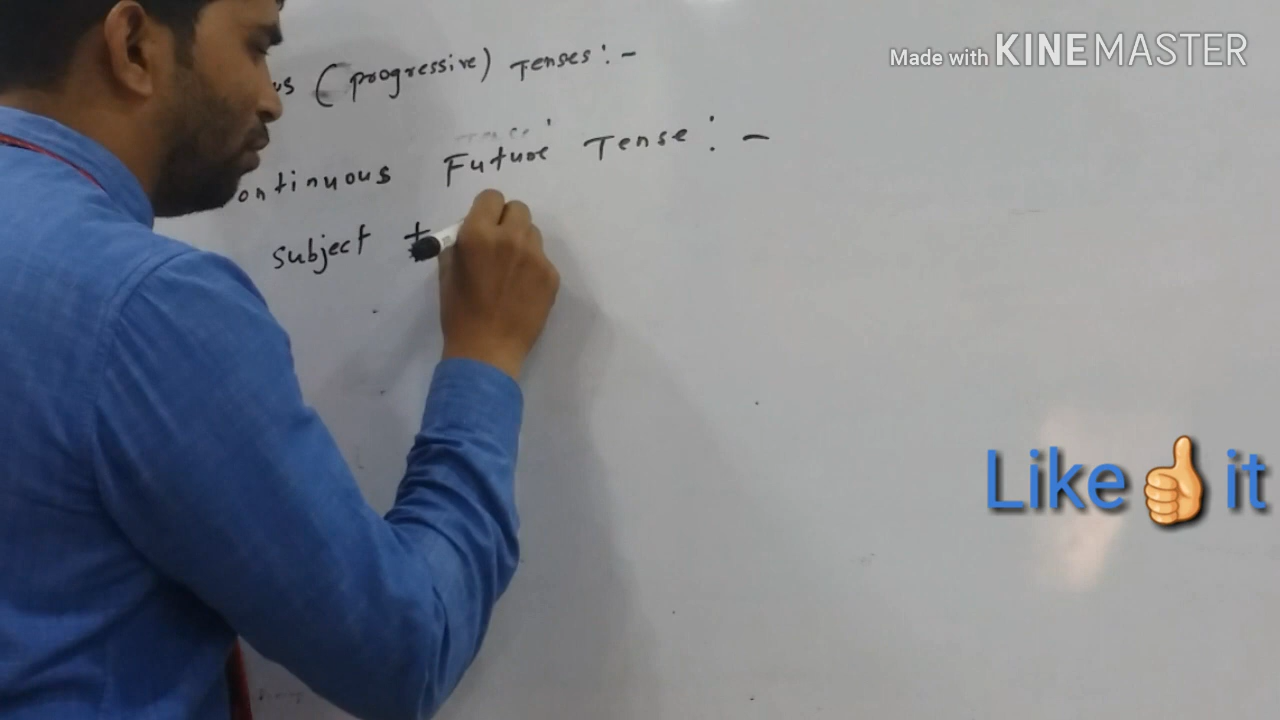 Made with KINEMASTER
us (progressive) Tenses:-
ontinuous Future Tense:-
subject +
Like 👍 it